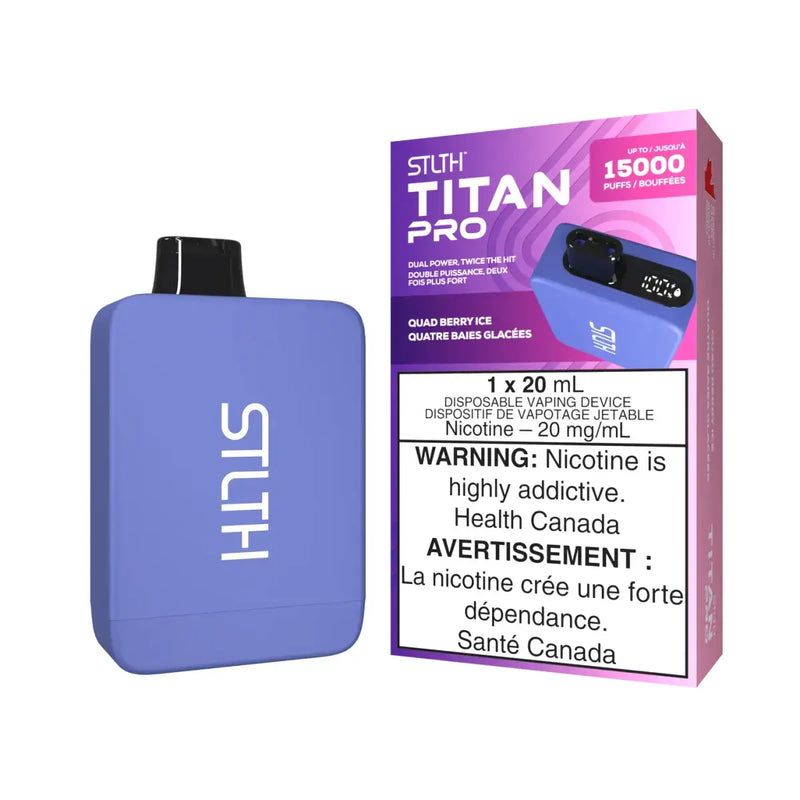 STLTH
STLTH™
TITAN
PRO
UP TO / JUSQU'À
15000
PUFFS / BOUFFÉES
DUAL POWER, TWICE THE HIT
DOUBLE PUISSANCE, DEUX
FOIS PLUS FORT
100%
STLTH
QUAD BERRY ICE
QUATRE BAIES GLACÉES
1 x 20 mL
DISPOSABLE VAPING DEVICE
DISPOSITIF DE VAPOTAGE JETABLE
Nicotine – 20 mg/mL
WARNING: Nicotine is
highly addictive.
Health Canada
AVERTISSEMENT :
La nicotine crée une forte
dépendance.
Santé Canada